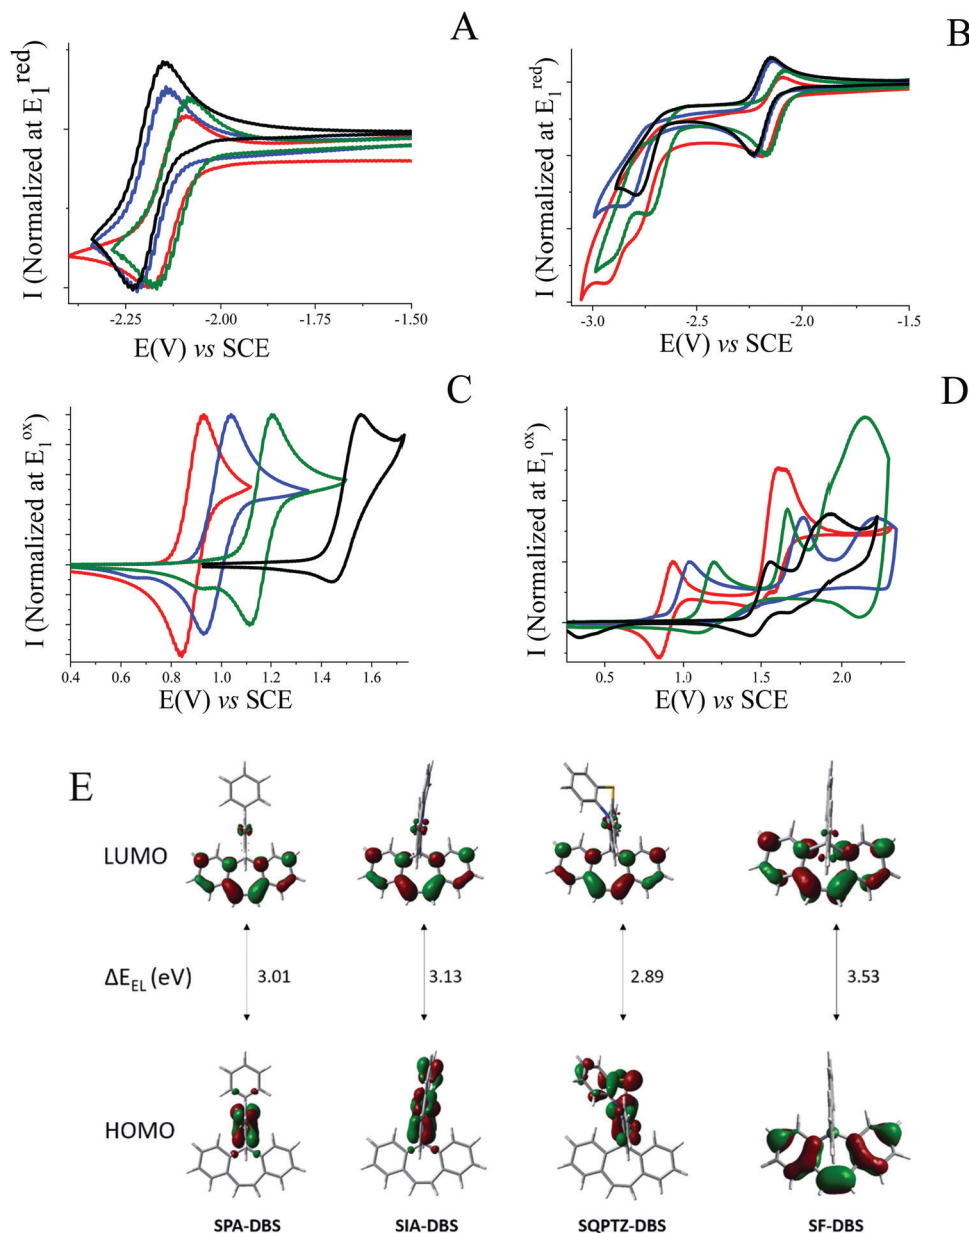 A
I (Normalized at E₁ʳᵉᵈ)
-2.25 -2.00 -1.75 -1.50
E(V) vs SCE
B
I (Normalized at E₁ʳᵉᵈ)
-3.0 -2.5 -2.0 -1.5
E(V) vs SCE
C
I (Normalized at E₁ᵒˣ)
0.4 0.6 0.8 1.0 1.2 1.4 1.6
E(V) vs SCE
D
I (Normalized at E₁ᵒˣ)
0.5 1.0 1.5 2.0
E(V) vs SCE
E
LUMO
ΔE_EL (eV) 3.01 3.13 2.89 3.53
HOMO
SPA-DBS SIA-DBS SQPTZ-DBS SF-DBS